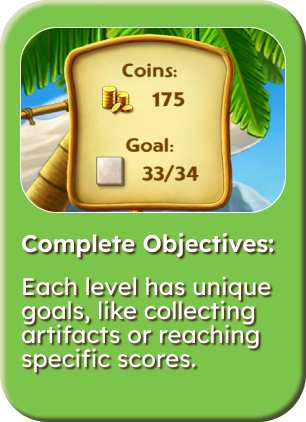 Coins:
175
Goal:
33/34
Complete Objectives:
Each level has unique
goals, like collecting
artifacts or reaching
specific scores.